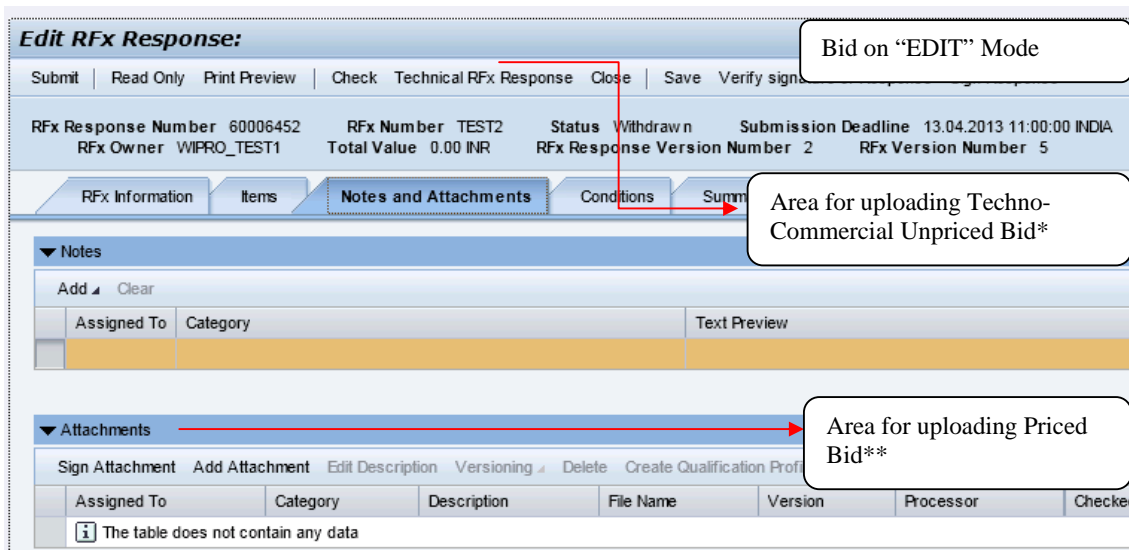 Edit RFx Response:
Bid on “EDIT” Mode
Submit Read Only Print Preview Check Technical RFx Response Close Save Verify
RFx Response Number 60006452 RFx Number TEST2 Status Withdrawn Submission Deadline 13.04.2013 11:00:00 INDIA
RFx Owner WIPRO_TEST1 Total Value 0.00 INR RFx Response Version Number 2 RFx Version Number 5
RFx Information Items Notes and Attachments Conditions Summ
Area for uploading Techno-
Commercial Unpriced Bid*
Notes
Add Clear
Assigned To Category Text Preview
Area for uploading Priced
Bid**
Attachments
Sign Attachment Add Attachment Edit Description Versioning Delete Create Qualification Profi
Assigned To Category Description File Name Version Processor Checke
The table does not contain any data